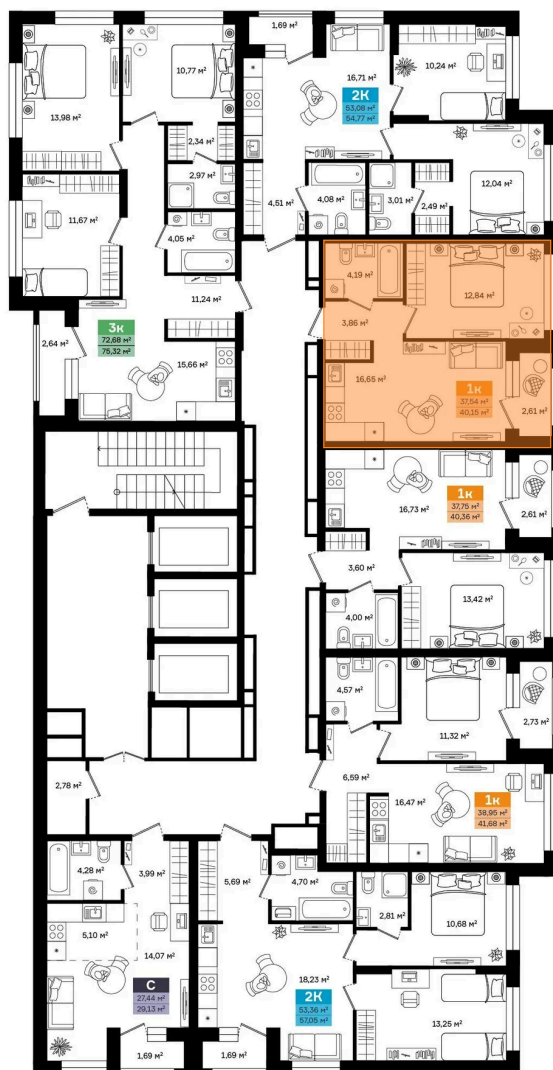 1,69 м²
10,77 м²
16,71 м²
10,24 м²
2К
53,08 м²
54,77 м²
13,98 м²
2,34 м²
2,97 м²
4,51 м²
4,08 м²
3,01 м²
2,49 м²
12,04 м²
11,67 м²
4,05 м²
4,19 м²
12,84 м²
11,24 м²
3,86 м²
3к
72,68 м²
75,32 м²
2,64 м²
15,66 м²
16,65 м²
1к
37,54 м²
40,15 м²
2,61 м²
16,73 м²
1к
37,75 м²
40,36 м²
2,61 м²
3,60 м²
13,42 м²
4,00 м²
4,57 м²
11,32 м²
2,73 м²
2,78 м²
6,59 м²
16,47 м²
1к
38,95 м²
41,68 м²
4,28 м²
3,99 м²
5,69 м²
4,70 м²
2,81 м²
10,68 м²
5,10 м²
14,07 м²
С
27,44 м²
29,13 м²
18,23 м²
2К
53,36 м²
57,05 м²
13,25 м²
1,69 м²
1,69 м²